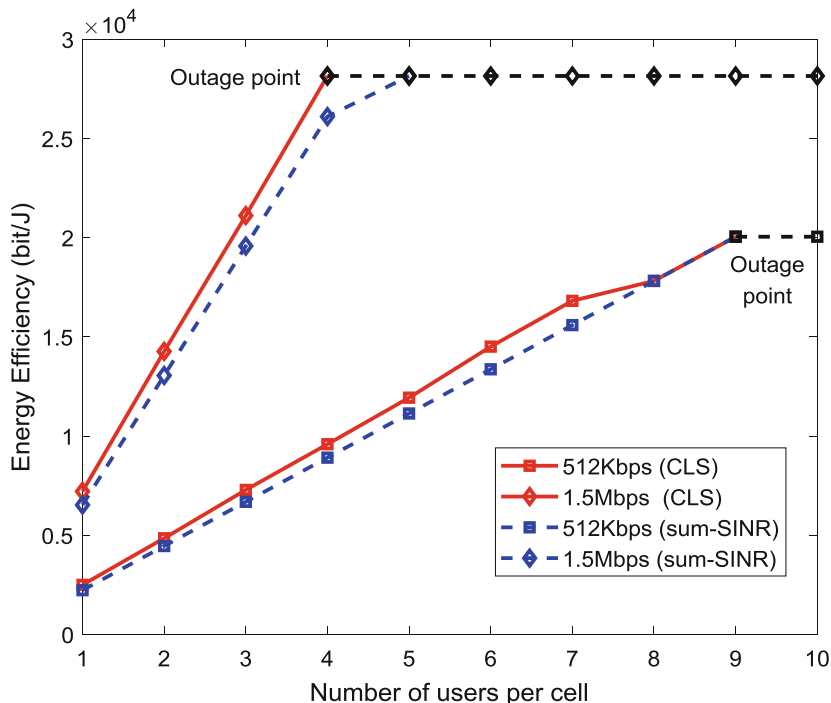 ×10⁴
3
2.5
2
1.5
1
0.5
0
Energy Efficiency (bit/J)
Outage point
Outage
point
512Kbps (CLS)
1.5Mbps (CLS)
512Kbps (sum-SINR)
1.5Mbps (sum-SINR)
1 2 3 4 5 6 7 8 9 10
Number of users per cell